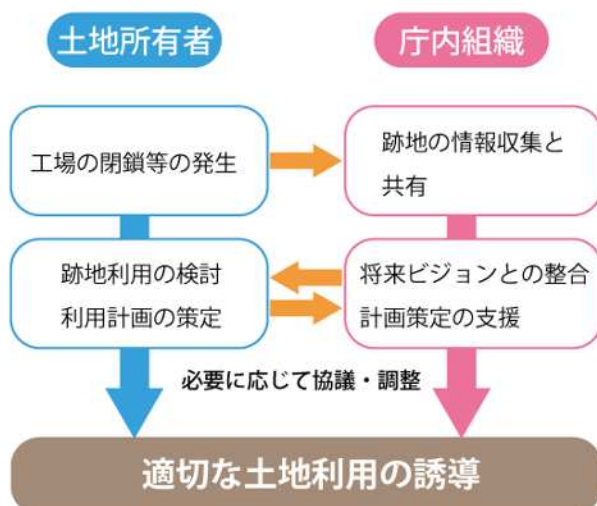 土地所有者
庁内組織
工場の閉鎖等の発生
跡地の情報収集と
共有
跡地利用の検討
利用計画の策定
将来ビジョンとの整合
計画策定の支援
必要に応じて協議・調整
適切な土地利用の誘導